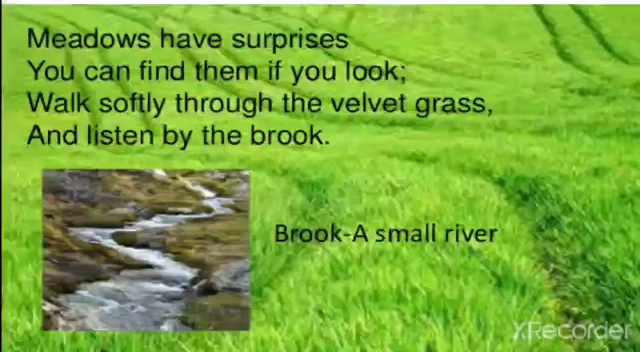 Meadows have surprises
You can find them if you look;
Walk softly through the velvet grass,
And listen by the brook.
Brook-A small river
XRecorder